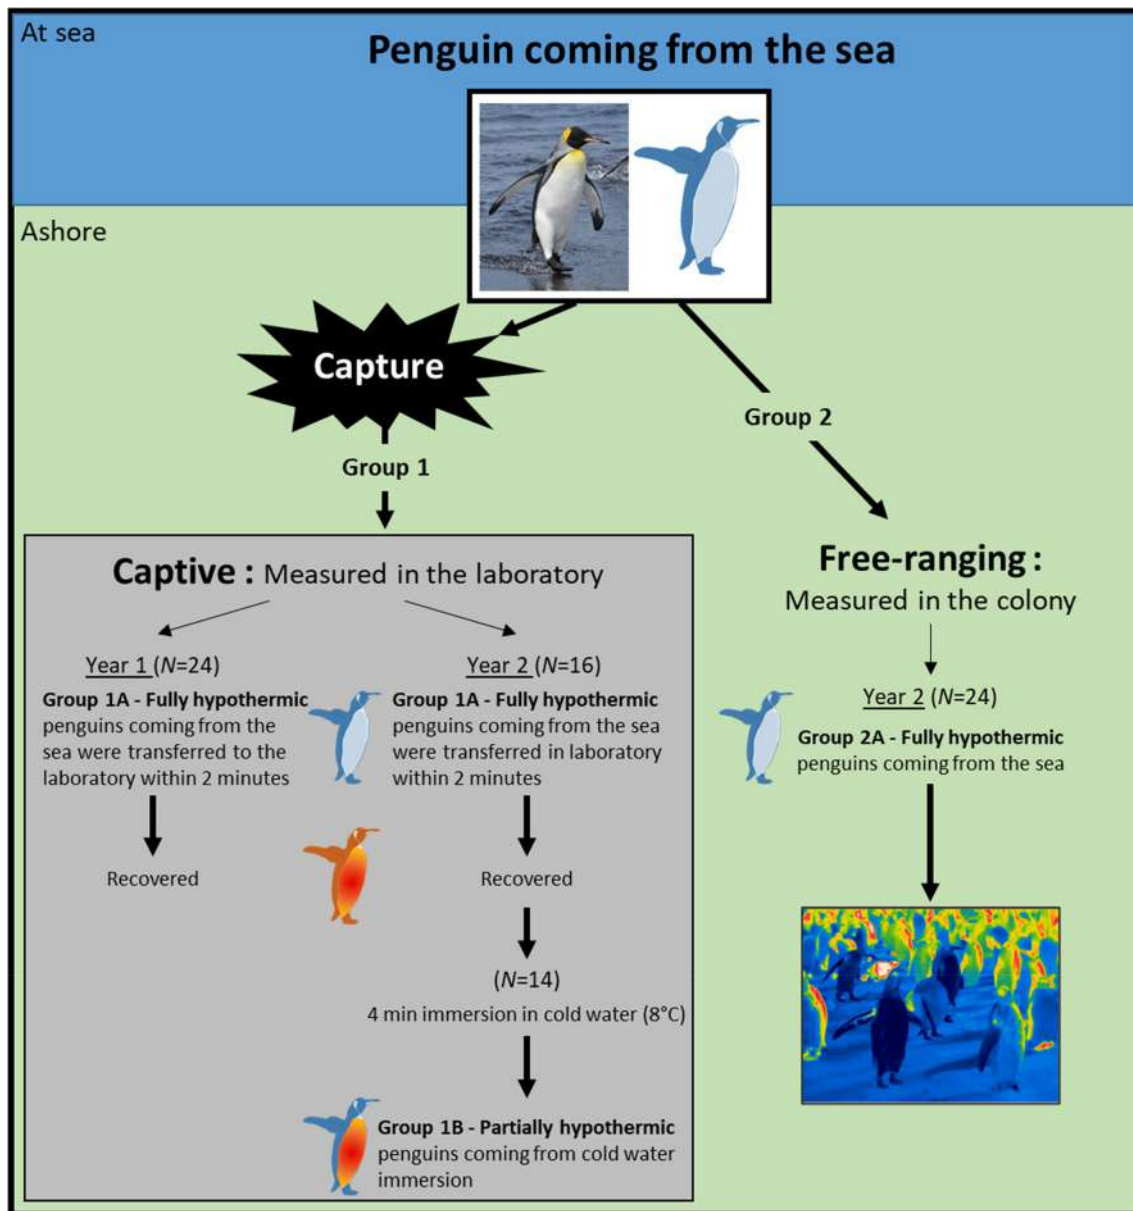 At sea
Penguin coming from the sea
Ashore
Capture
Group 1
Group 2
Captive : Measured in the laboratory
Year 1 (N=24)
Group 1A - Fully hypothermic
penguins coming from the
sea were transferred to the
laboratory within 2 minutes
Recovered
Year 2 (N=16)
Group 1A - Fully hypothermic
penguins coming from the sea
were transferred in laboratory
within 2 minutes
Recovered
(N=14)
4 min immersion in cold water (8°C)
Group 1B - Partially hypothermic
penguins coming from cold water
immersion
Free-ranging :
Measured in the colony
Year 2 (N=24)
Group 2A - Fully hypothermic
penguins coming from the sea